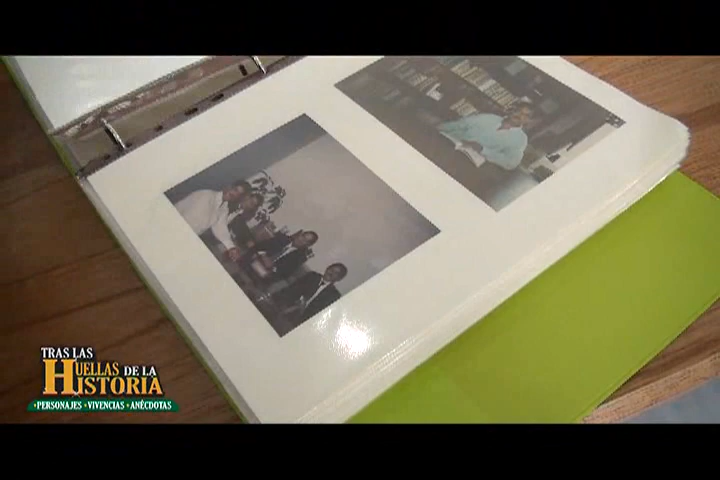 TRAS LAS
HUELLAS DE LA
HISTORIA
•PERSONAJES •VIVENCIAS •ANÉCDOTAS